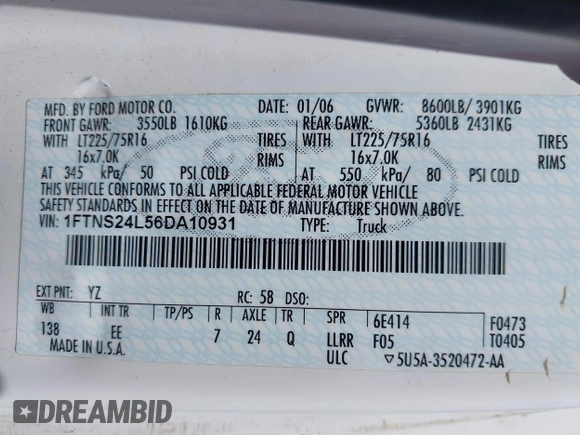 MFD. BY FORD MOTOR CO. DATE: 01/06 GVWR: 8600LB/ 3901KG
FRONT GAWR: 3550LB 1610KG REAR GAWR: 5360LB 2431KG
WITH LT225/75R16 TIRES WITH LT225/75R16 TIRES
16x7.0K RIMS 16x7.0K RIMS
AT 345 kPa/ 50 PSI COLD AT 550 kPa/ 80 PSI COLD
THIS VEHICLE CONFORMS TO ALL APPLICABLE FEDERAL MOTOR VEHICLE
SAFETY STANDARDS IN EFFECT ON THE DATE OF MANUFACTURE SHOWN ABOVE.
VIN: 1FTNS24L56DA10931 TYPE: Truck
EXT PNT: YZ RC: 58 DSO:
WB INT TR TP/PS R AXLE TR SPR 6E414 F0473
138 EE 7 24 Q LLRR F05 T0405
MADE IN U.S.A. ULC ▽5U5A-3520472-AA
DREAMBID